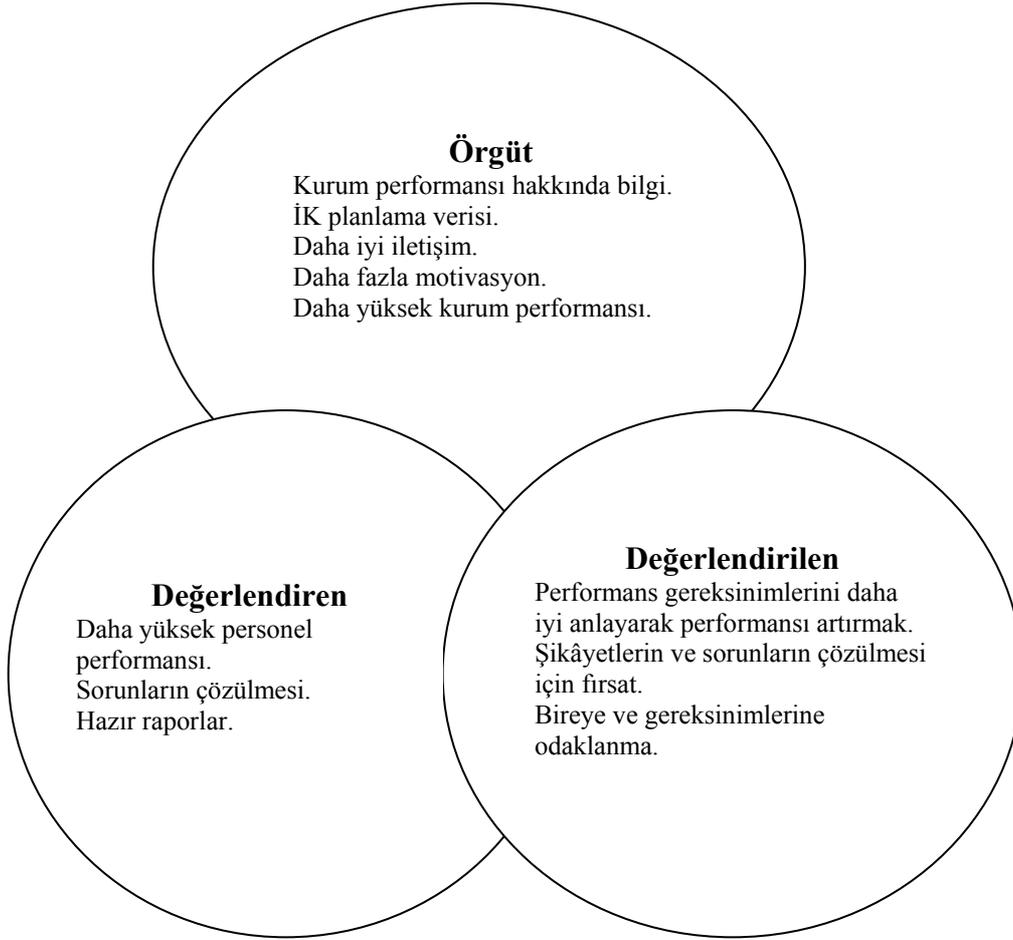 Örgüt
Kurum performansı hakkında bilgi.
İK planlama verisi.
Daha iyi iletişim.
Daha fazla motivasyon.
Daha yüksek kurum performansı.
Değerlendiren
Daha yüksek personel
performansı.
Sorunların çözülmesi.
Hazır raporlar.
Değerlendirilen
Performans gereksinimlerini daha
iyi anlayarak performansı artırmak.
Şikâyetlerin ve sorunların çözülmesi
için fırsat.
Bireye ve gereksinimlerine
odaklanma.